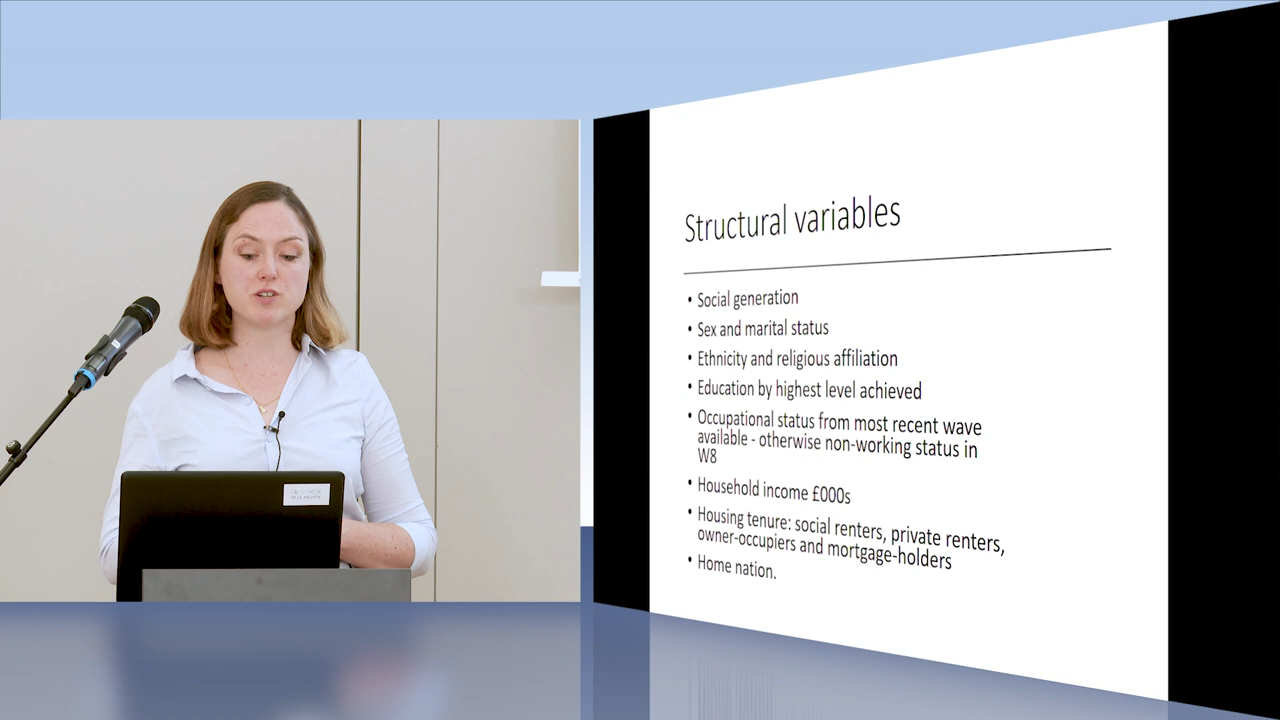 Structural variables
• Social generation
• Sex and marital status
• Ethnicity and religious affiliation
• Education by highest level achieved
• Occupational status from most recent wave
available - otherwise non-working status in
W8
• Household income £000s
• Housing tenure: social renters, private renters,
owner-occupiers and mortgage-holders
• Home nation.